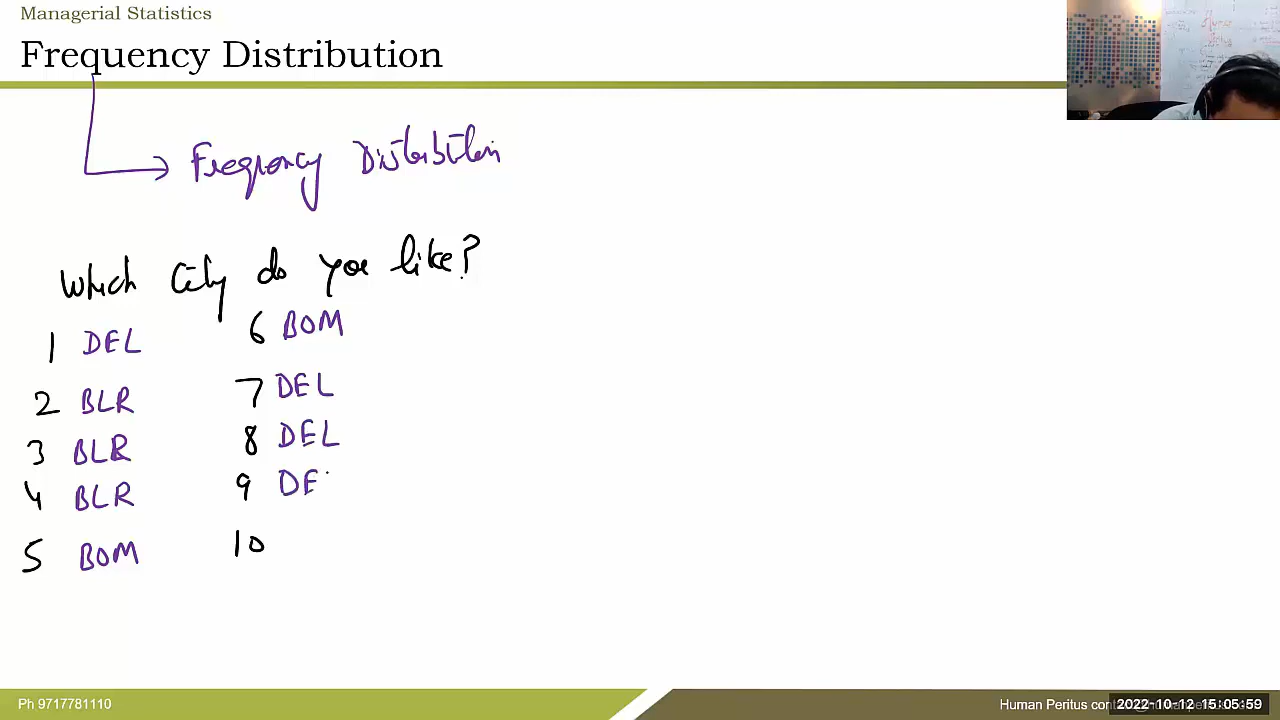 Managerial Statistics
Frequency Distribution
Frequency Distribution
Which City do you like?
1 DEL
2 BLR
3 BLR
4 BLR
5 BOM
6 BOM
7 DEL
8 DEL
9 DE
10
Ph 9717781110
Human Peritus
2022-10-12 15:05:59